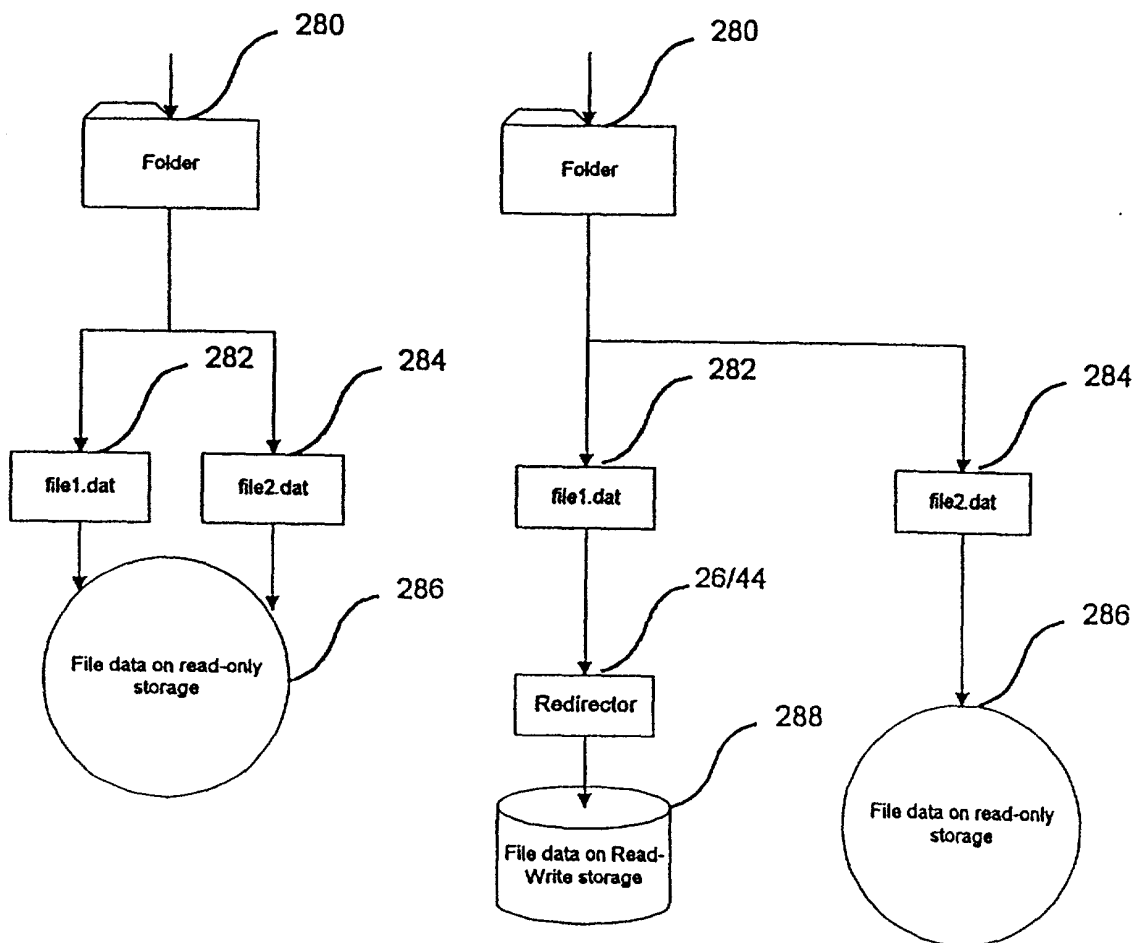 280
Folder
282
284
file1.dat
file2.dat
286
File data on read-only
storage
280
Folder
282
284
file1.dat
file2.dat
26/44
Redirector
288
File data on Read-
Write storage
286
File data on read-only
storage